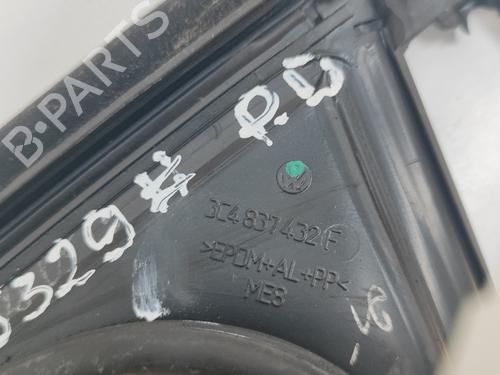 B-PARTS
329 H P.D
3C4 837 432 F
>EPDM+AL+PP<
ME8